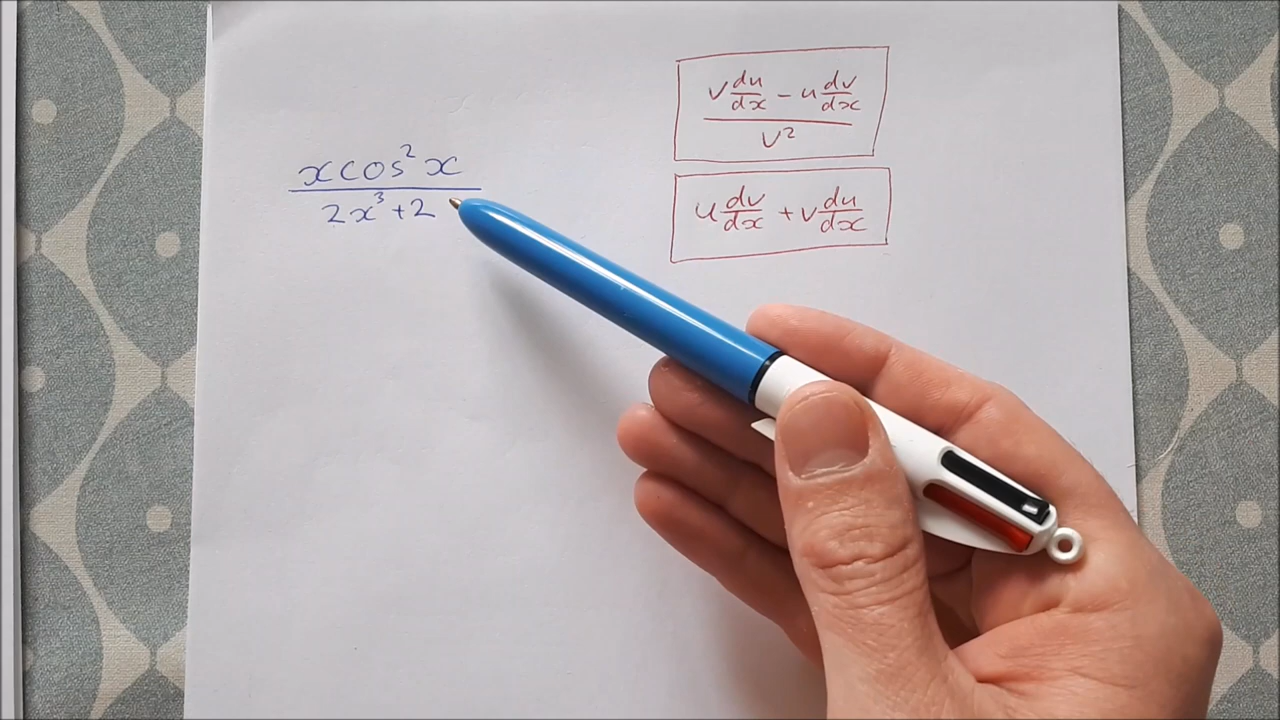 x cos² x
2x³ + 2
v du/dx - u dv/dx
v²
u dv/dx + v du/dx